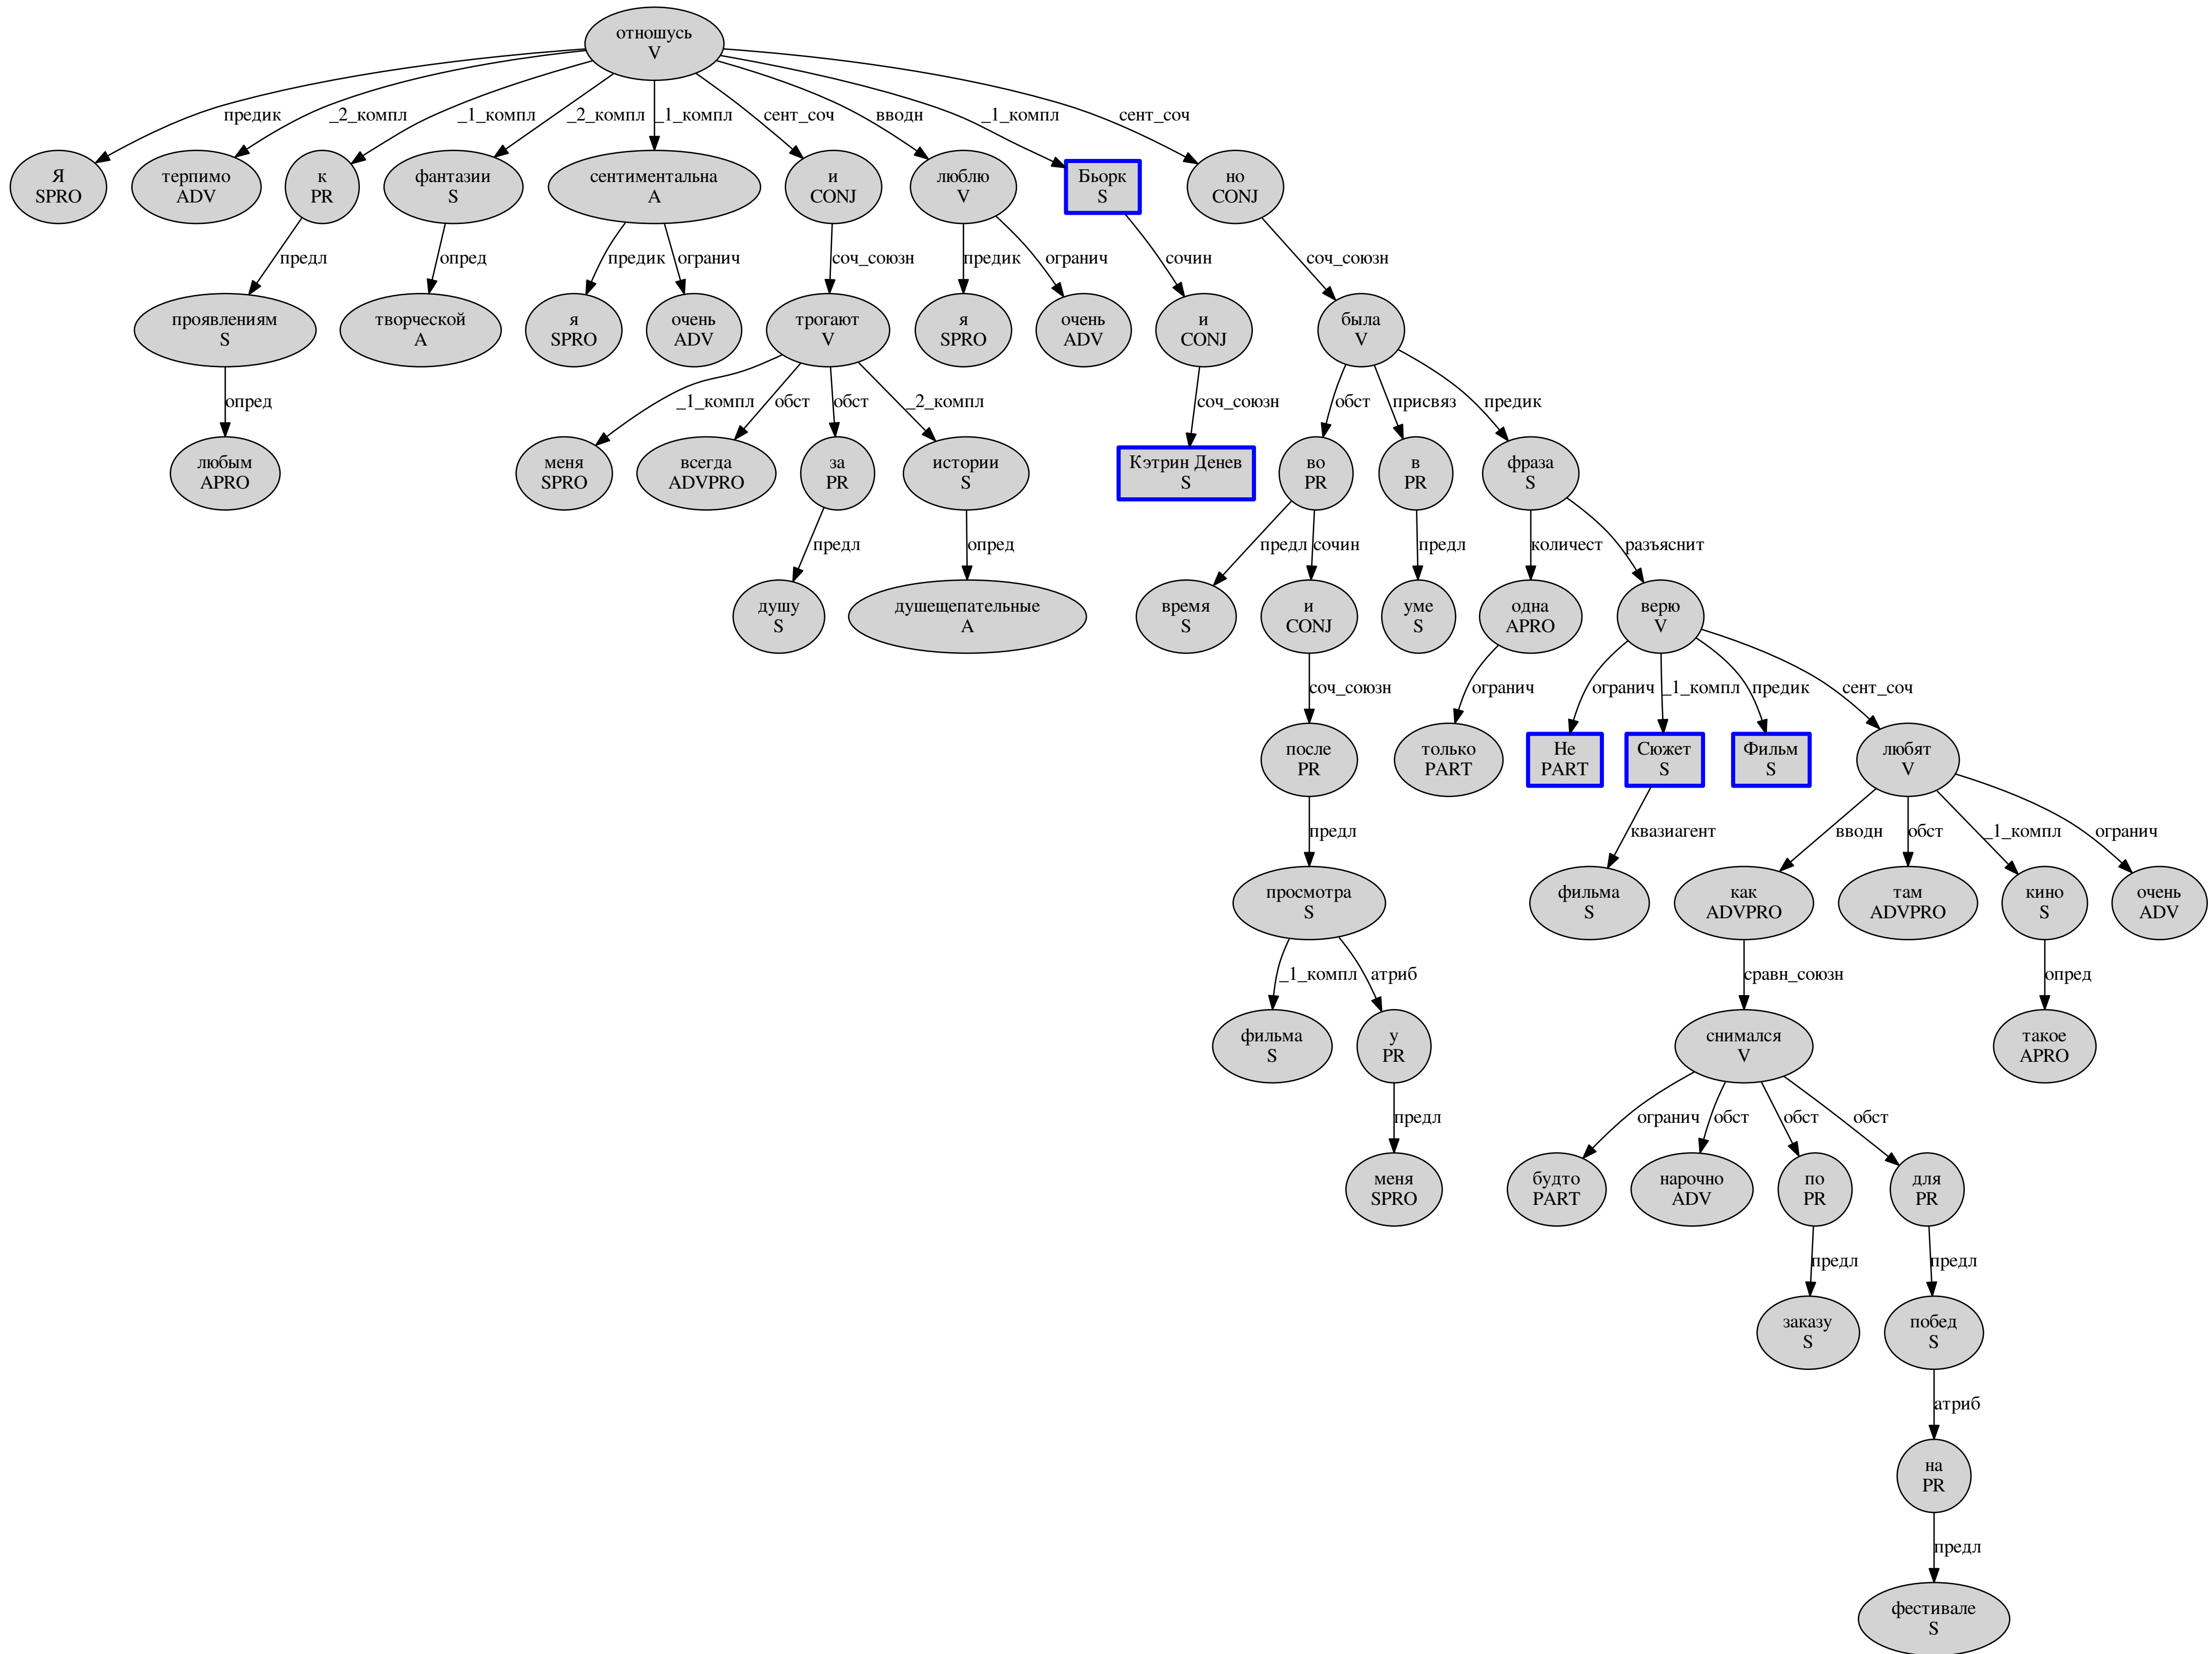 отношусь
V
предик
_2_компл
_1_компл
_2_компл
_1_компл
сент_соч
вводн
_1_компл
сент_соч
Я
SPRO
терпимо
ADV
к
PR
фантазии
S
сентиментальна
A
и
CONJ
люблю
V
Бьорк
S
но
CONJ
предл
опред
предик
огранич
соч_союзн
предик
огранич
сочин
соч_союзн
проявлениям
S
творческой
A
я
SPRO
очень
ADV
трогают
V
я
SPRO
очень
ADV
и
CONJ
была
V
опред
_1_компл
обст
обст
_2_компл
соч_союзн
обст
присвяз
предик
любым
APRO
меня
SPRO
всегда
ADVPRO
за
PR
истории
S
Кэтрин Денев
S
во
PR
в
PR
фраза
S
предл
опред
предл
сочин
предл
количест
разъяснит
душу
S
душещепательные
A
время
S
и
CONJ
уме
S
одна
APRO
верю
V
соч_союзн
огранич
огранич
_1_компл
предик
сент_соч
после
PR
только
PART
Не
PART
Сюжет
S
Фильм
S
любят
V
предл
квазиагент
вводн
обст
_1_компл
огранич
просмотра
S
фильма
S
как
ADVPRO
там
ADVPRO
кино
S
очень
ADV
_1_компл
атриб
сравн_союзн
опред
фильма
S
у
PR
снимался
V
такое
APRO
предл
огранич
обст
обст
обст
меня
SPRO
будто
PART
нарочно
ADV
по
PR
для
PR
предл
предл
заказу
S
побед
S
атриб
на
PR
предл
фестивале
S